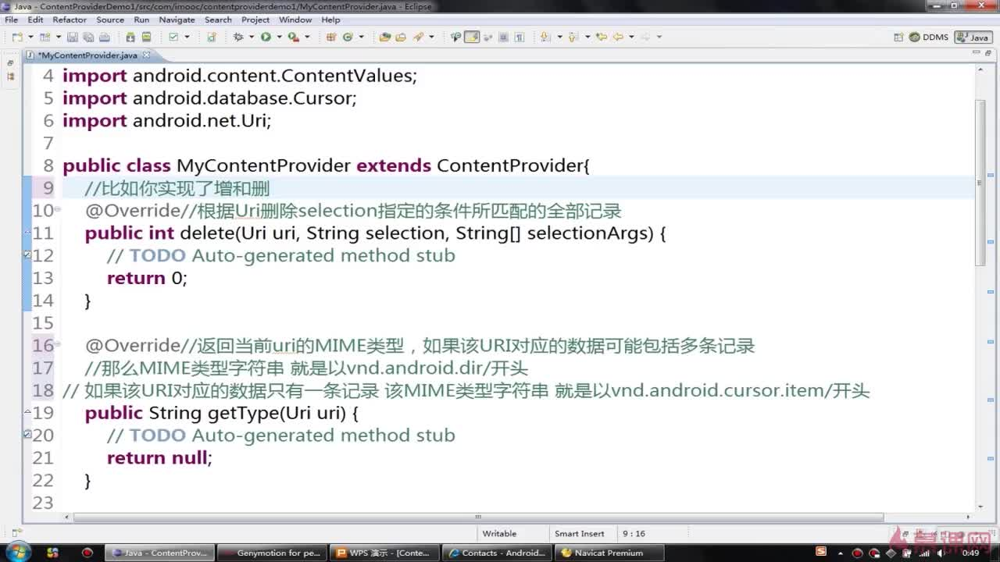 Java - ContentProviderDemo1/src/com/imooc/contentproviderdemo1/MyContentProvider.java - Eclipse
File Edit Refactor Source Run Navigate Search Project Window Help
DDMS Java
*MyContentProvider.java
4 import android.content.ContentValues;
5 import android.database.Cursor;
6 import android.net.Uri;
7
8 public class MyContentProvider extends ContentProvider{
9 //比如你实现了增和删
10 @Override//根据Uri删除selection指定的条件所匹配的全部记录
11 public int delete(Uri uri, String selection, String[] selectionArgs) {
12 // TODO Auto-generated method stub
13 return 0;
14 }
15
16 @Override//返回当前uri的MIME类型，如果该URI对应的数据可能包括多条记录
17 //那么MIME类型字符串 就是以vnd.android.dir/开头
18 // 如果该URI对应的数据只有一条记录 该MIME类型字符串 就是以vnd.android.cursor.item/开头
19 public String getType(Uri uri) {
20 // TODO Auto-generated method stub
21 return null;
22 }
23
Writable Smart Insert 9 : 16
慕课网
Java - ContentProv... Genymotion for pe... WPS 演示 - [Conte... Contacts - Android... Navicat Premium 0:49